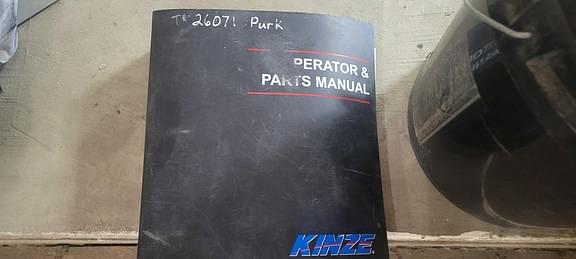 26071 Purk
PERATOR &
PARTS MANUAL
KINZE